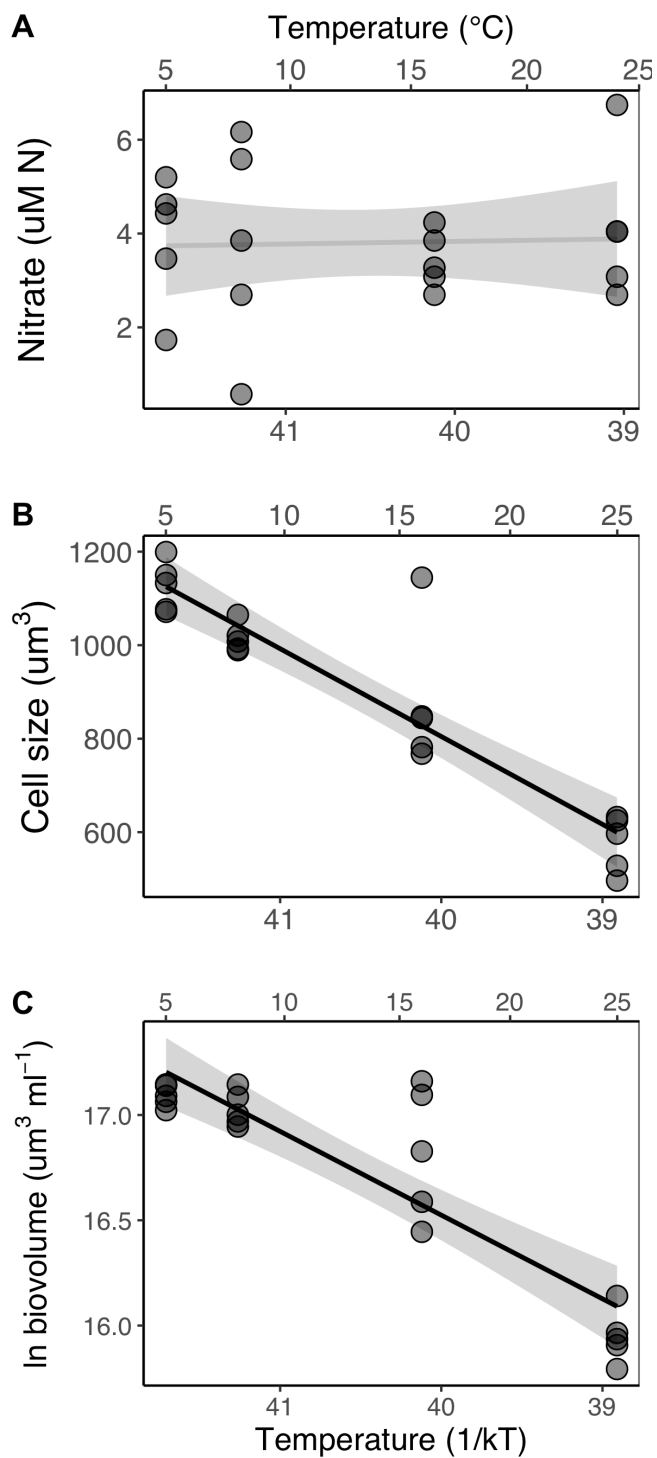 A
Temperature (°C)
5 10 15 20 25
Nitrate (uM N)
6
4
2
41 40 39
B
5 10 15 20 25
Cell size (um³)
1200
1000
800
600
41 40 39
C
5 10 15 20 25
ln biovolume (um³ ml⁻¹)
17.0
16.5
16.0
41 40 39
Temperature (1/kT)